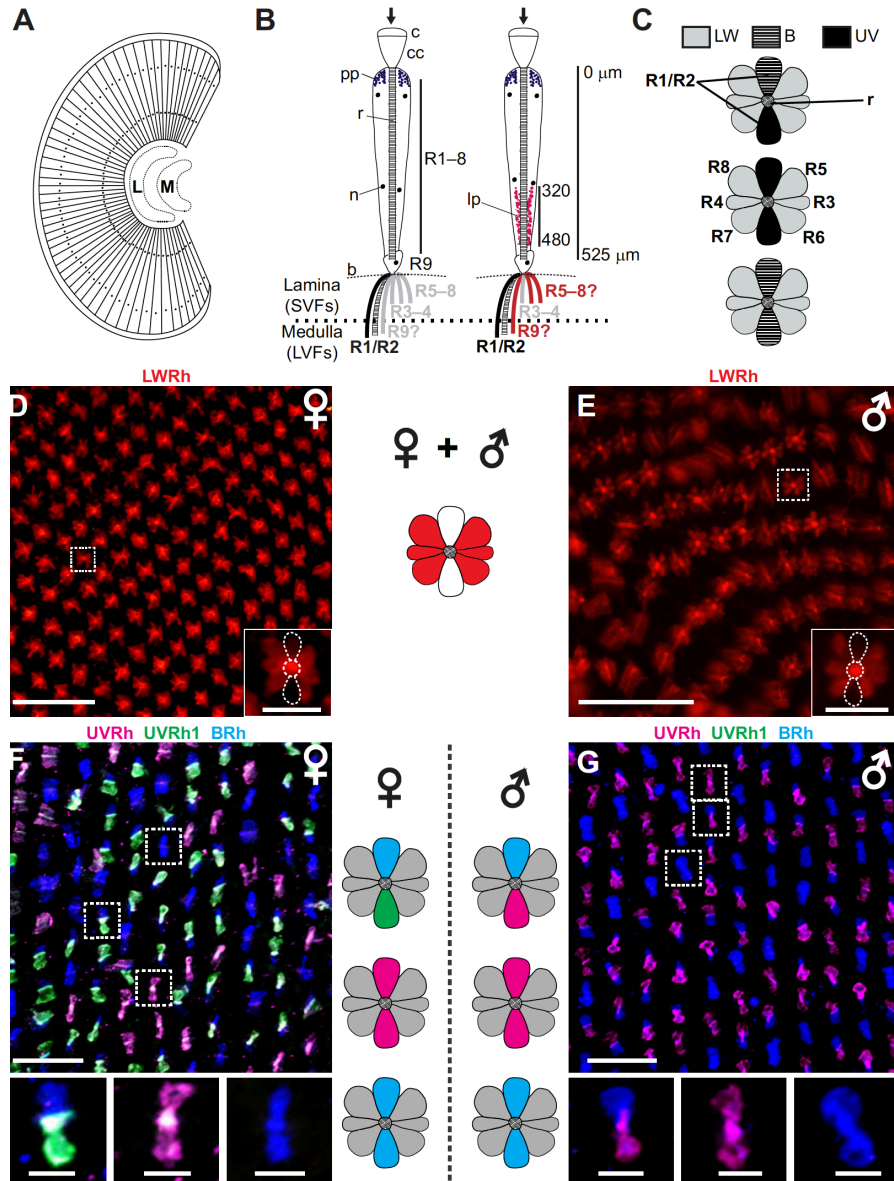 A
L M
B
c
cc
pp
r
R1–8
n
lp
320
480
0 μm
525 μm
R9
b
Lamina
(SVFs)
Medulla
(LVFs)
R5–8
R3–4
R9?
R1/R2
R5–8?
R3–4
R9?
R1/R2
C
LW B UV
R1/R2
r
R8 R5
R4 R3
R7 R6
LWRh
D ♀
♀ + ♂
LWRh
E ♂
UVRh UVRh1 BRh
F ♀
♀ ♂
UVRh UVRh1 BRh
G ♂